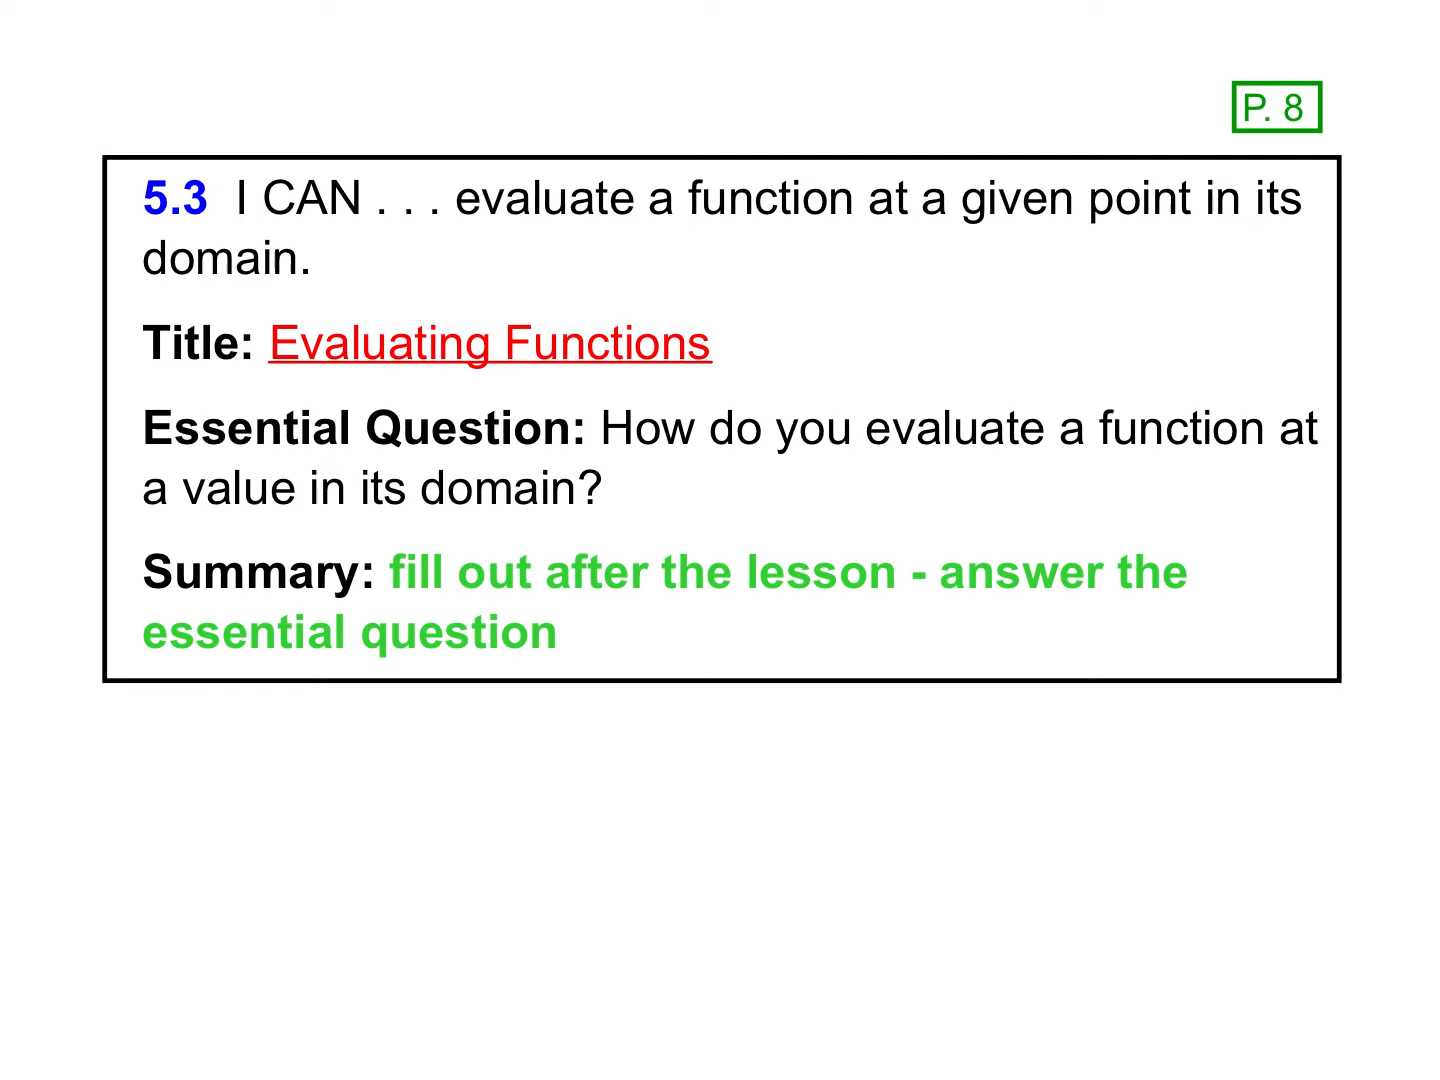 P. 8
5.3 I CAN . . . evaluate a function at a given point in its
domain.
Title: Evaluating Functions
Essential Question: How do you evaluate a function at
a value in its domain?
Summary: fill out after the lesson - answer the
essential question